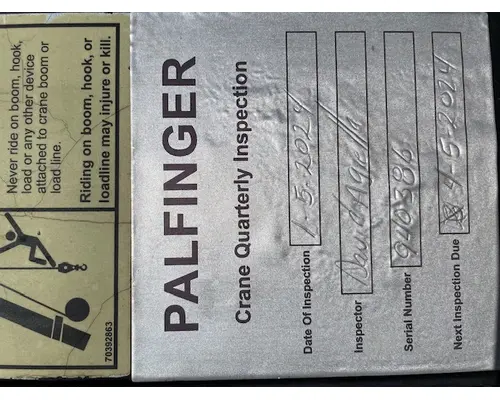 Never ride on boom, hook,
load or any other device
attached to crane boom or
load line.
Riding on boom, hook, or
loadline may injure or kill.
70392863
PALFINGER
Crane Quarterly Inspection
Date Of Inspection 1-5-2024
Inspector David
Serial Number 940386
Next Inspection Due 4-5-2024